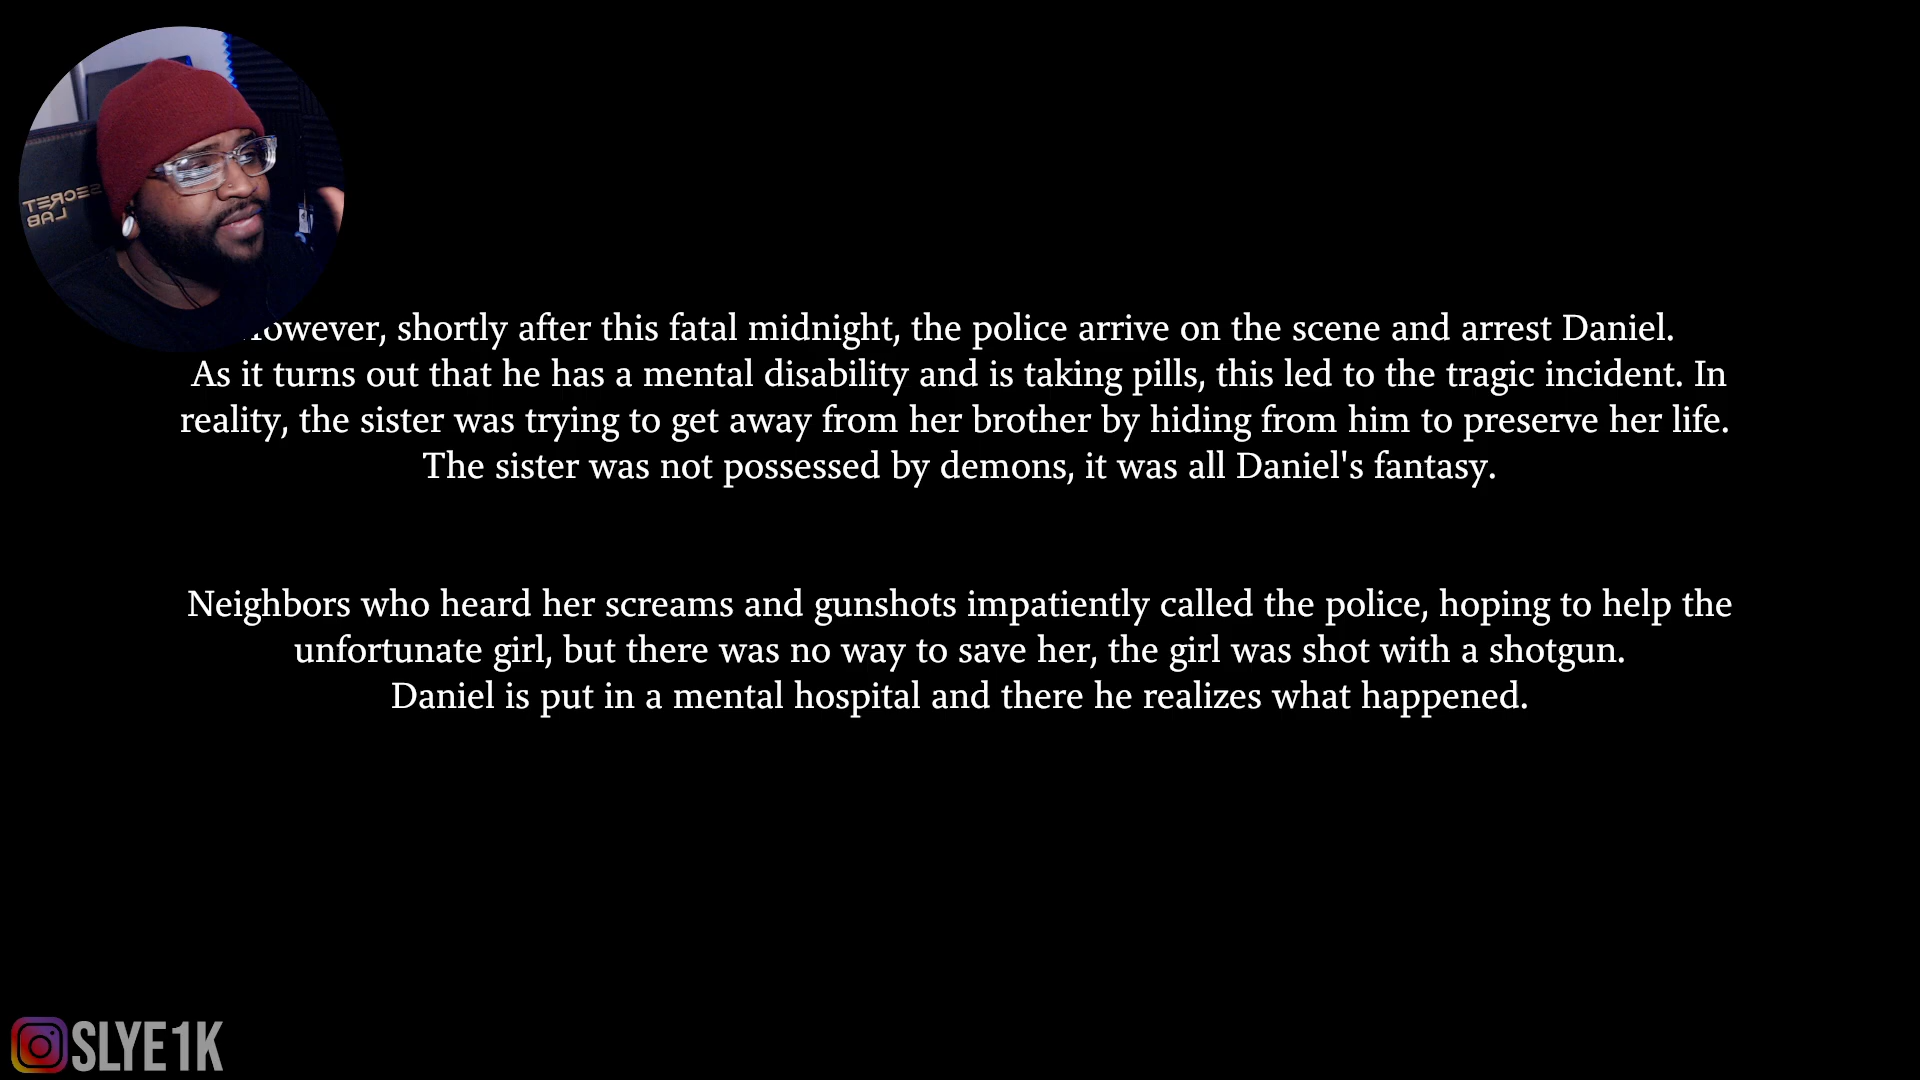 SECRET
LAB
However, shortly after this fatal midnight, the police arrive on the scene and arrest Daniel.
As it turns out that he has a mental disability and is taking pills, this led to the tragic incident. In
reality, the sister was trying to get away from her brother by hiding from him to preserve her life.
The sister was not possessed by demons, it was all Daniel's fantasy.
Neighbors who heard her screams and gunshots impatiently called the police, hoping to help the
unfortunate girl, but there was no way to save her, the girl was shot with a shotgun.
Daniel is put in a mental hospital and there he realizes what happened.
SLYE1K